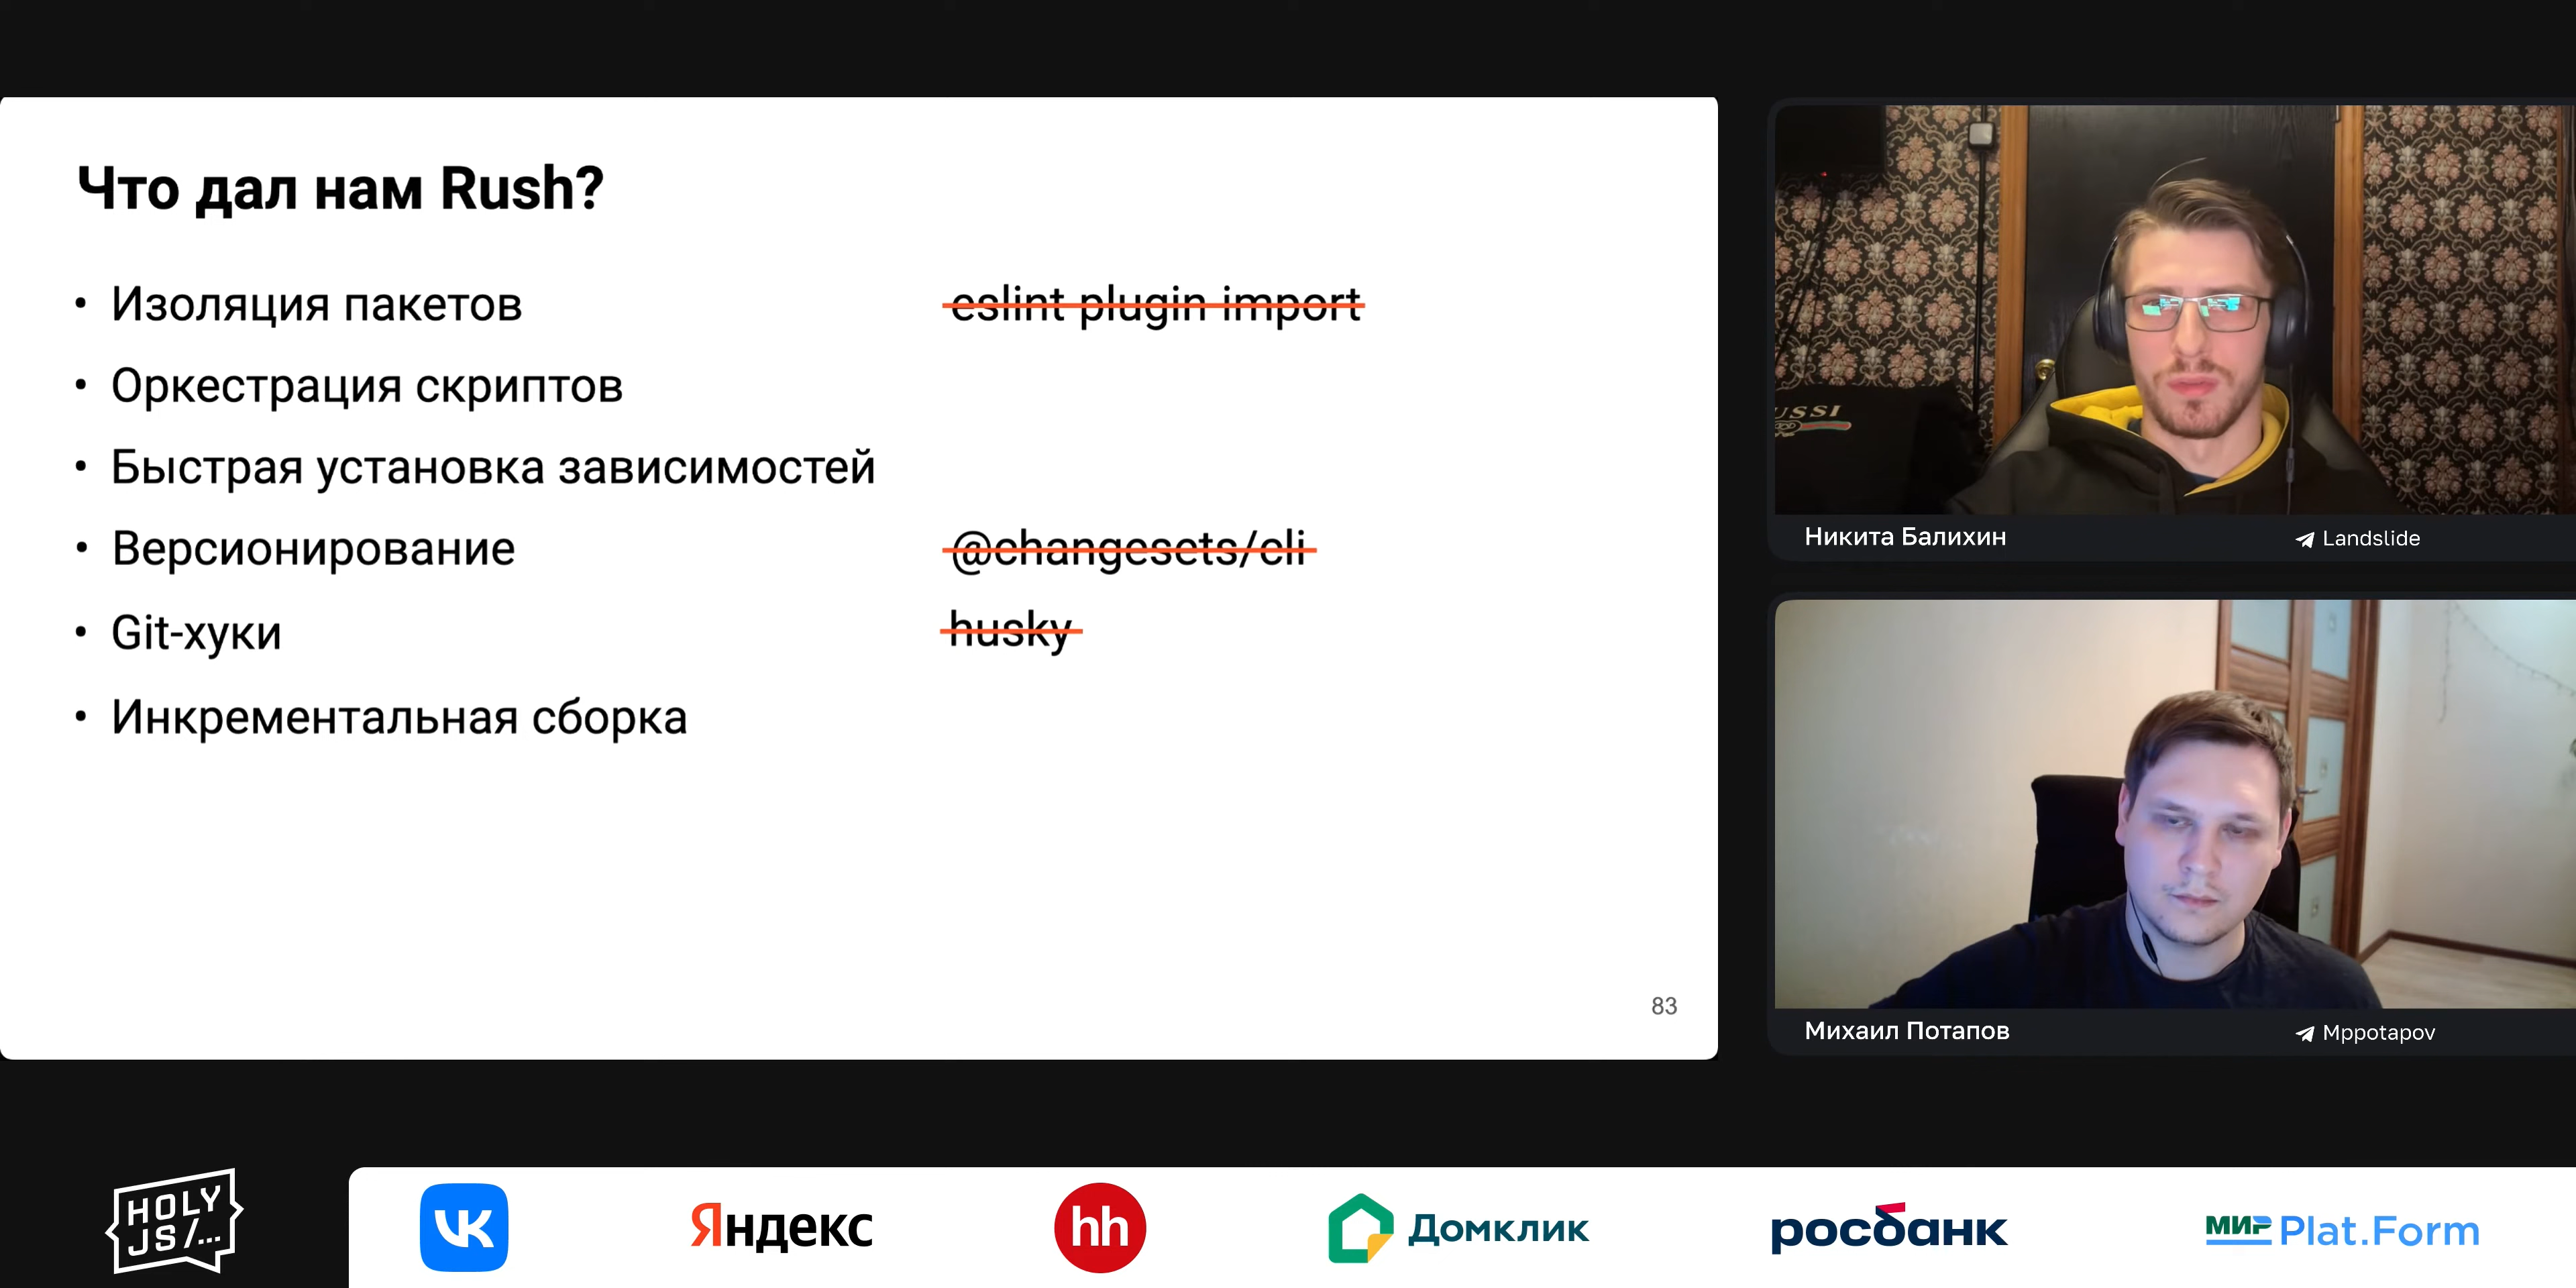 Что дал нам Rush?
• Изоляция пакетов
eslint plugin import
• Оркестрация скриптов
• Быстрая установка зависимостей
• Версионирование
@changesets/cli
• Git-хуки
husky
• Инкрементальная сборка
83
USSI
Никита Балихин
Landslide
Михаил Потапов
Mppotapov
HOLY
JS/...
VK
Яндекс
hh
Домклик
росбанк
МИР Plat.Form